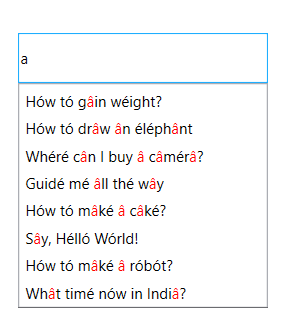 a
Hów tó gâin wéight?
Hów tó drâw ân éléphânt
Whéré cân I buy â câmérâ?
Guidé mé âll thé wây
Hów tó mâké â câké?
Sây, Hélló Wórld!
Hów tó mâké â róbót?
Whât timé nów in Indiâ?